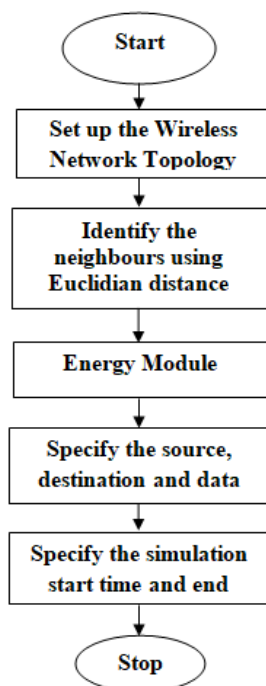 Start
Set up the Wireless
Network Topology
Identify the
neighbours using
Euclidian distance
Energy Module
Specify the source,
destination and data
Specify the simulation
start time and end
Stop